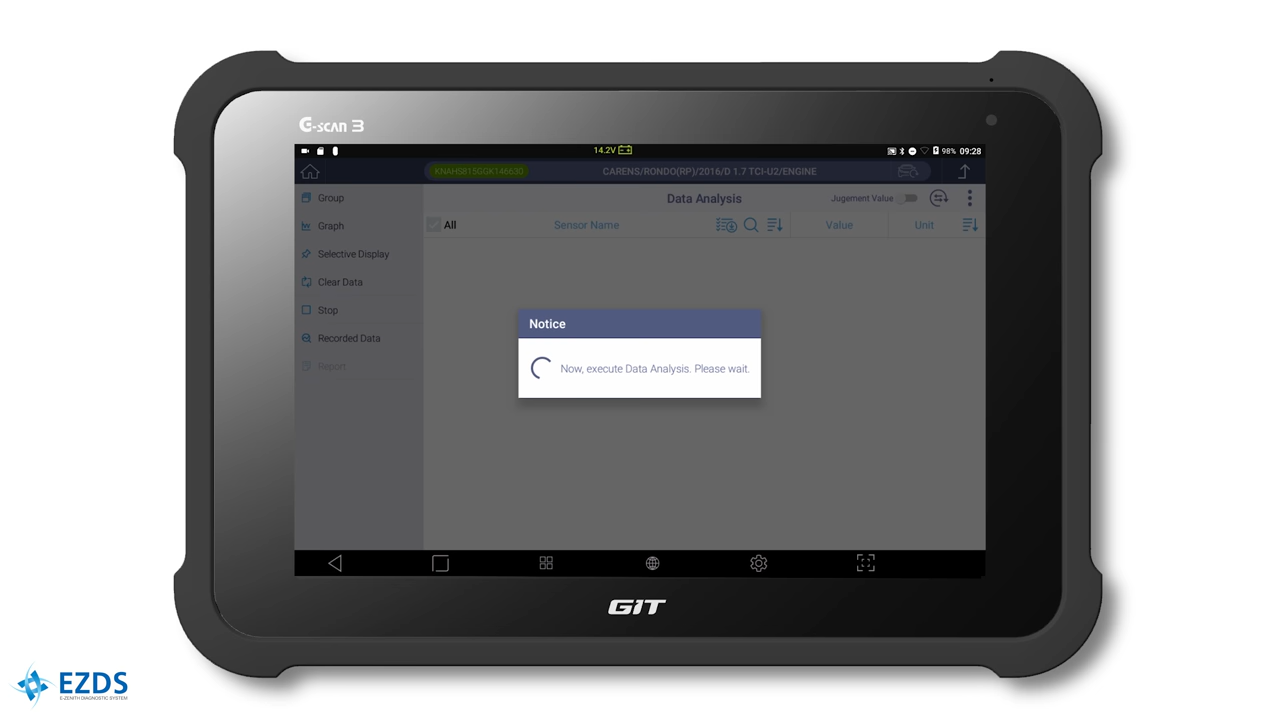 G-SCAN 3
14.2V
98% 09:28
KNAHS815GGK146630
CARENS/RONDO(RP)/2016/D 1.7 TCI-U2/ENGINE
Group
Graph
Selective Display
Clear Data
Stop
Recorded Data
Report
Data Analysis
Jugement Value
All
Sensor Name
Value
Unit
Notice
Now, execute Data Analysis. Please wait.
GIT
EZDS
E-ZENITH DIAGNOSTIC SYSTEM